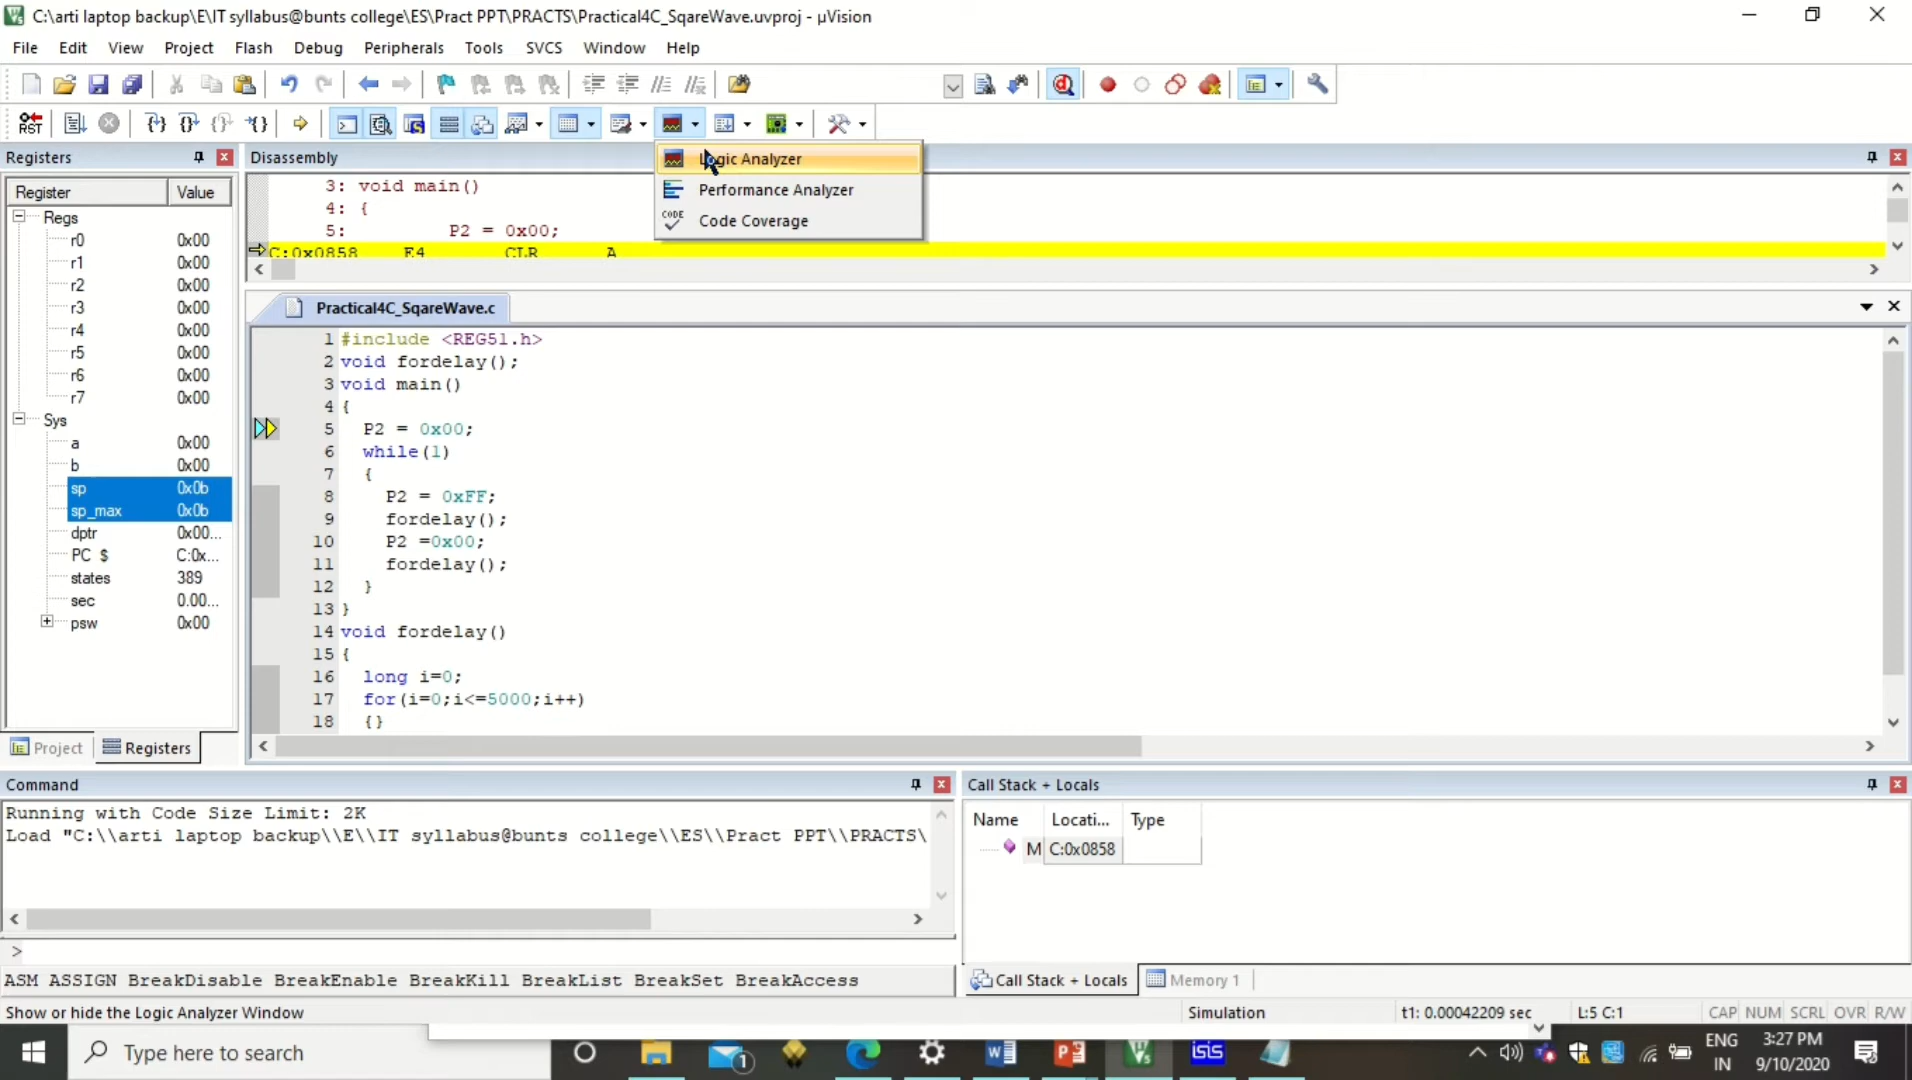 C:\arti laptop backup\E\IT syllabus@bunts college\ES\Pract PPT\PRACTS\Practical4C_SqareWave.uvproj - µVision
File Edit View Project Flash Debug Peripherals Tools SVCS Window Help
RST
Registers
Register Value
Regs
r0 0x00
r1 0x00
r2 0x00
r3 0x00
r4 0x00
r5 0x00
r6 0x00
r7 0x00
Sys
a 0x00
b 0x00
sp 0x0b
sp_max 0x0b
dptr 0x00...
PC $ C:0x...
states 389
sec 0.00...
psw 0x00
Project Registers
Disassembly
3: void main()
4: {
5: P2 = 0x00;
C:0x0858 E4 CLR A
Logic Analyzer
Performance Analyzer
CODE Code Coverage
Practical4C_SqareWave.c
1 #include <REG51.h>
2 void fordelay();
3 void main()
4 {
5 P2 = 0x00;
6 while(1)
7 {
8 P2 = 0xFF;
9 fordelay();
10 P2 =0x00;
11 fordelay();
12 }
13 }
14 void fordelay()
15 {
16 long i=0;
17 for(i=0;i<=5000;i++)
18 {}
Command
Running with Code Size Limit: 2K
Load "C:\\arti laptop backup\\E\\IT syllabus@bunts college\\ES\\Pract PPT\\PRACTS\
>
ASM ASSIGN BreakDisable BreakEnable BreakKill BreakList BreakSet BreakAccess
Call Stack + Locals
Name Locati... Type
M C:0x0858
Call Stack + Locals Memory 1
Show or hide the Logic Analyzer Window Simulation t1: 0.00042209 sec L:5 C:1 CAP NUM SCRL OVR R/W
Type here to search
1
isis
ENG
IN
3:27 PM
9/10/2020